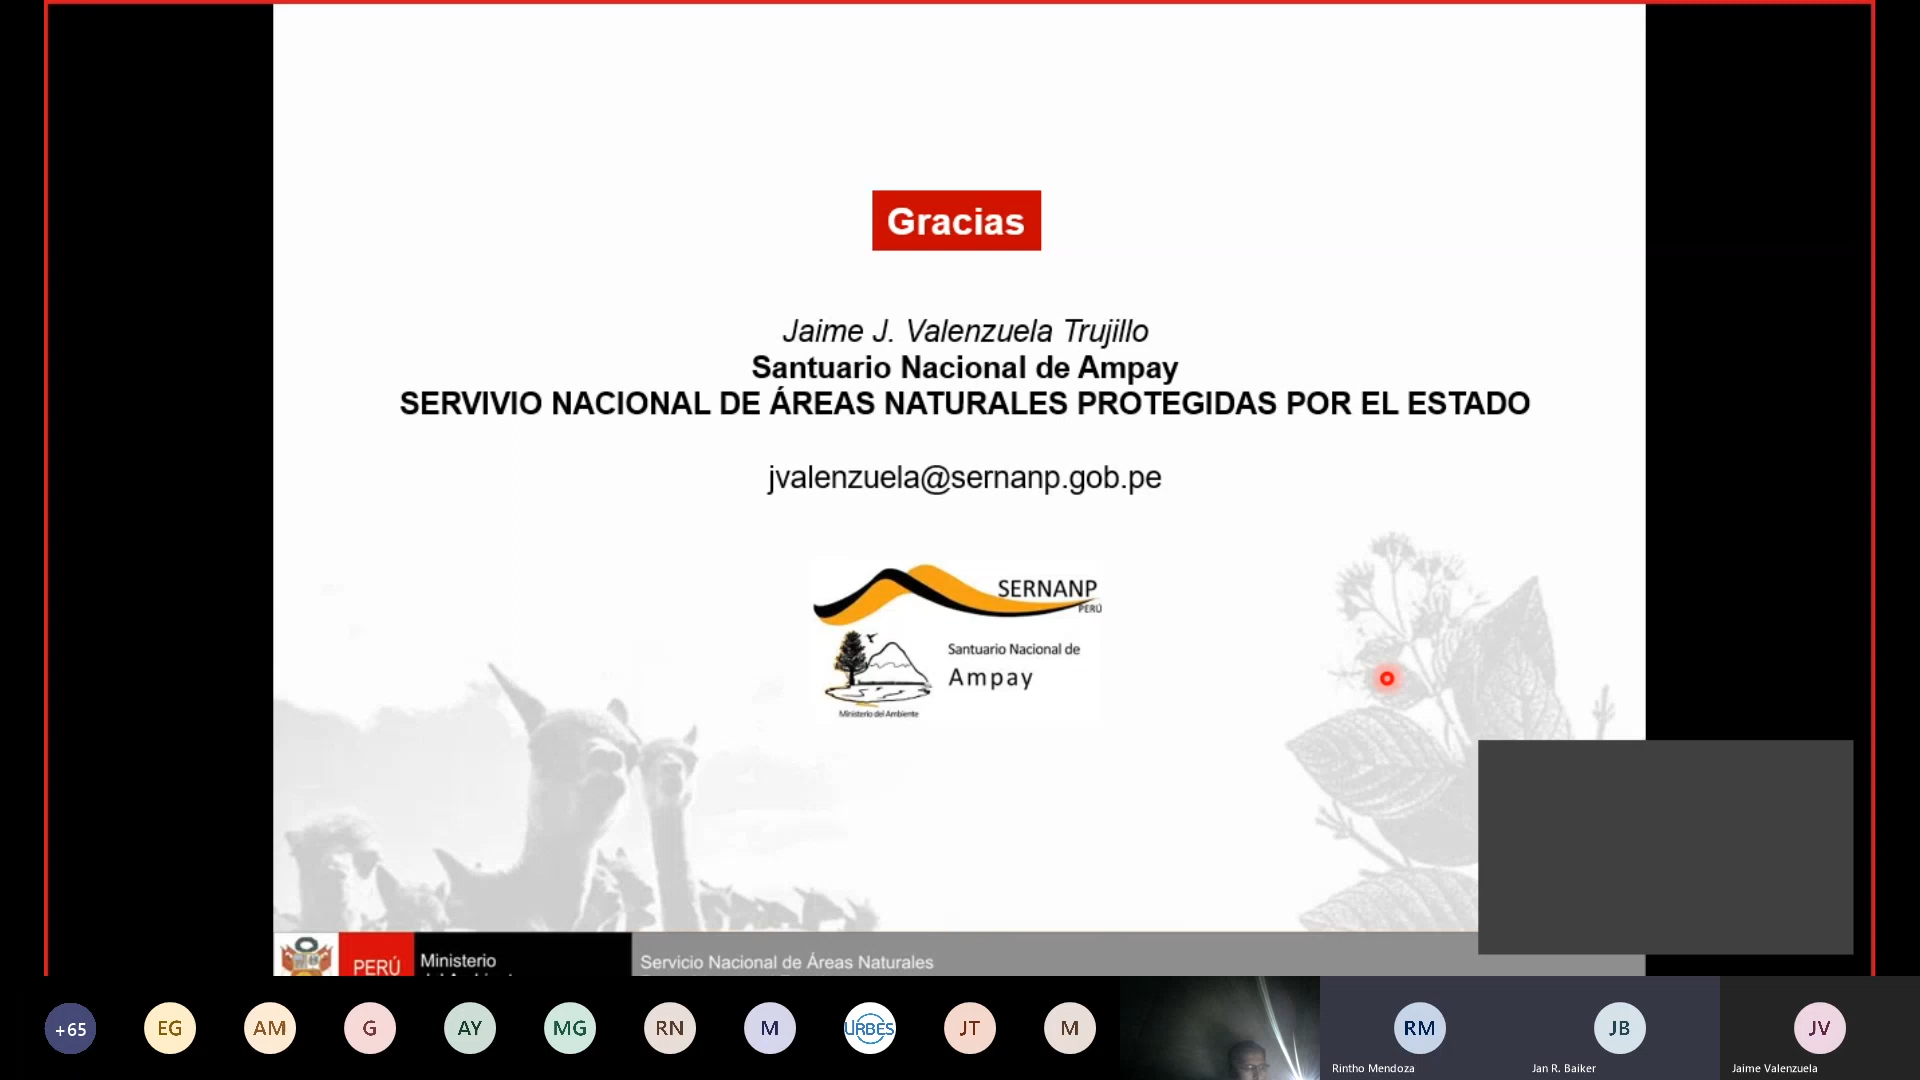 Gracias
Jaime J. Valenzuela Trujillo
Santuario Nacional de Ampay
SERVIVIO NACIONAL DE ÁREAS NATURALES PROTEGIDAS POR EL ESTADO
jvalenzuela@sernanp.gob.pe
SERNANP
PERÚ
Santuario Nacional de
Ampay
Ministerio del Ambiente
PERÚ
Ministerio
Servicio Nacional de Áreas Naturales
+65
EG
AM
G
AY
MG
RN
M
URBES
JT
M
RM
JB
JV
Rintho Mendoza
Jan R. Baiker
Jaime Valenzuela